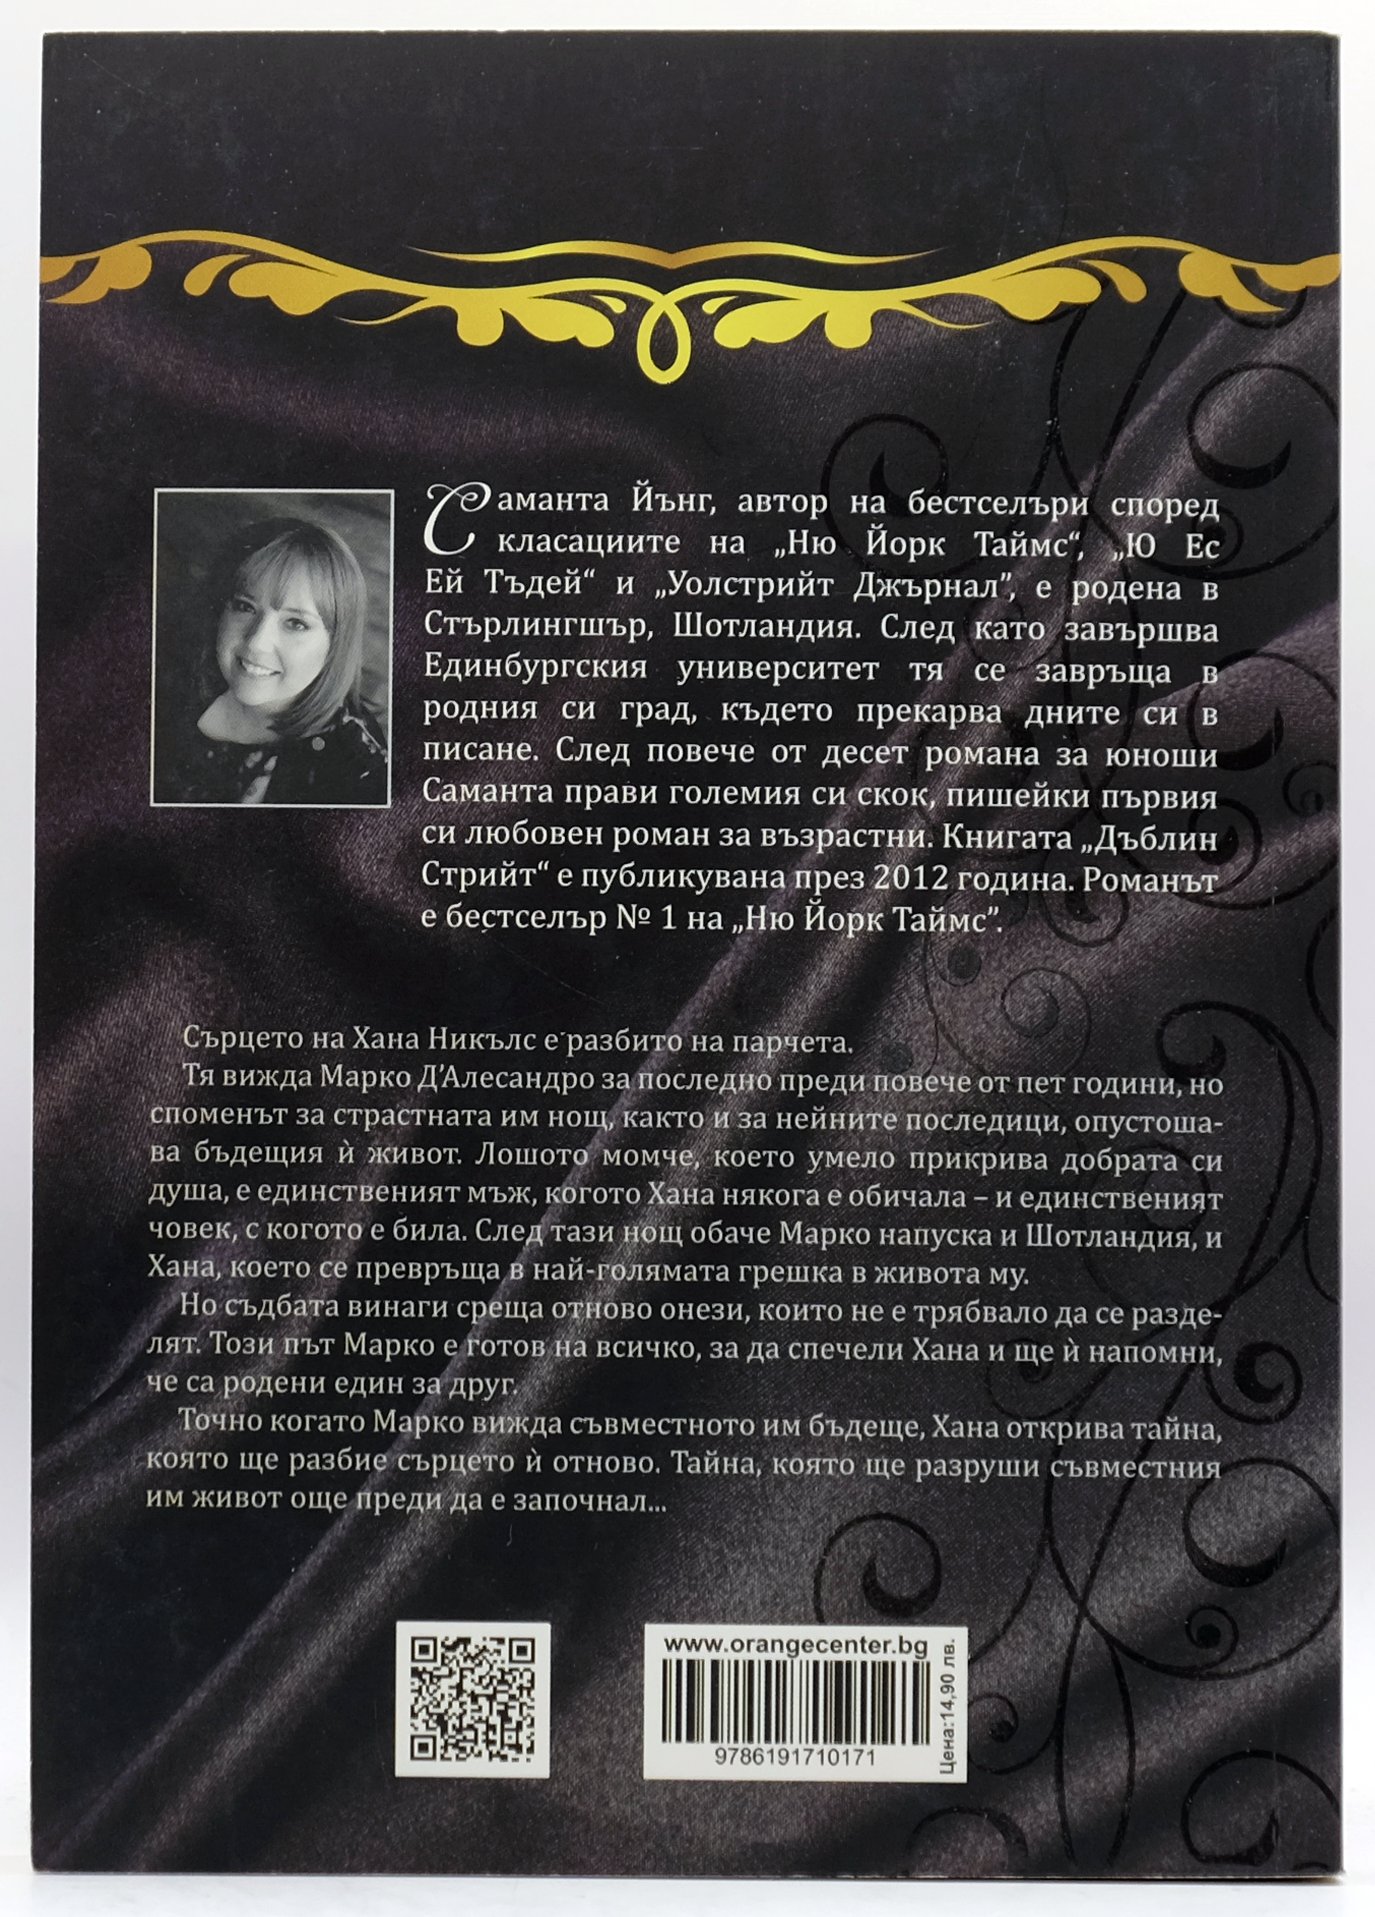 Саманта Йънг, автор на бестселъри според
класациите на „Ню Йорк Таймс“, „Ю Ес
Ей Тъдей“ и „Уолстрийт Джърнал”, е родена в
Стърлингшър, Шотландия. След като завършва
Единбургския университет тя се завръща в
родния си град, където прекарва дните си в
писане. След повече от десет романа за юноши
Саманта прави големия си скок, пишейки първия
си любовен роман за възрастни. Книгата „Дъблин
Стрийт“ е публикувана през 2012 година. Романът
е бестселър № 1 на „Ню Йорк Таймс”.
Сърцето на Хана Никълс е разбито на парчета.
Тя вижда Марко Д’Алесандро за последно преди повече от пет години, но
споменът за страстната им нощ, както и за нейните последици, опустоша-
ва бъдещия ѝ живот. Лошото момче, което умело прикрива добрата си
душа, е единственият мъж, когото Хана някога е обичала – и единственият
човек, с когото е била. След тази нощ обаче Марко напуска и Шотландия, и
Хана, което се превръща в най-голямата грешка в живота му.
Но съдбата винаги среща отново онези, които не е трябвало да се разде-
лят. Този път Марко е готов на всичко, за да спечели Хана и ще ѝ напомни,
че са родени един за друг.
Точно когато Марко вижда съвместното им бъдеще, Хана открива тайна,
която ще разбие сърцето ѝ отново. Тайна, която ще разруши съвместния
им живот още преди да е започнал...
www.orangecenter.bg
9786191710171
Цена:14,90 лв.